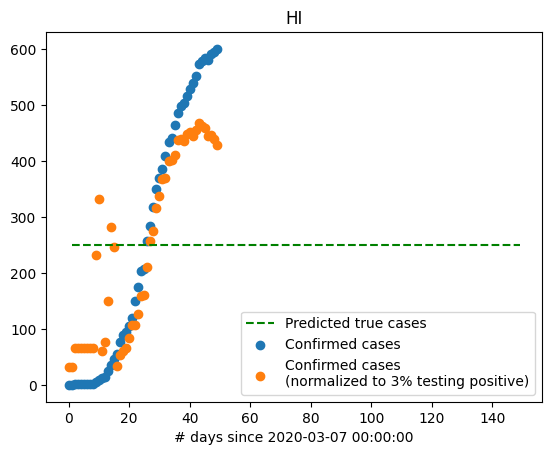 HI
600
500
400
300
200
100
0
Predicted true cases
Confirmed cases
Confirmed cases
(normalized to 3% testing positive)
0 20 40 60 80 100 120 140
# days since 2020-03-07 00:00:00